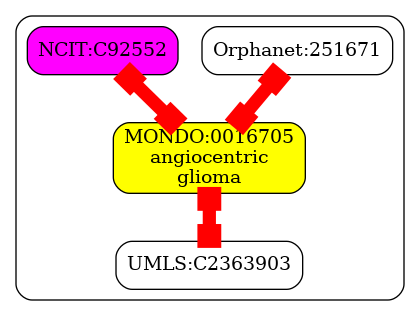 NCIT:C92552
Orphanet:251671
MONDO:0016705
angiocentric
glioma
UMLS:C2363903